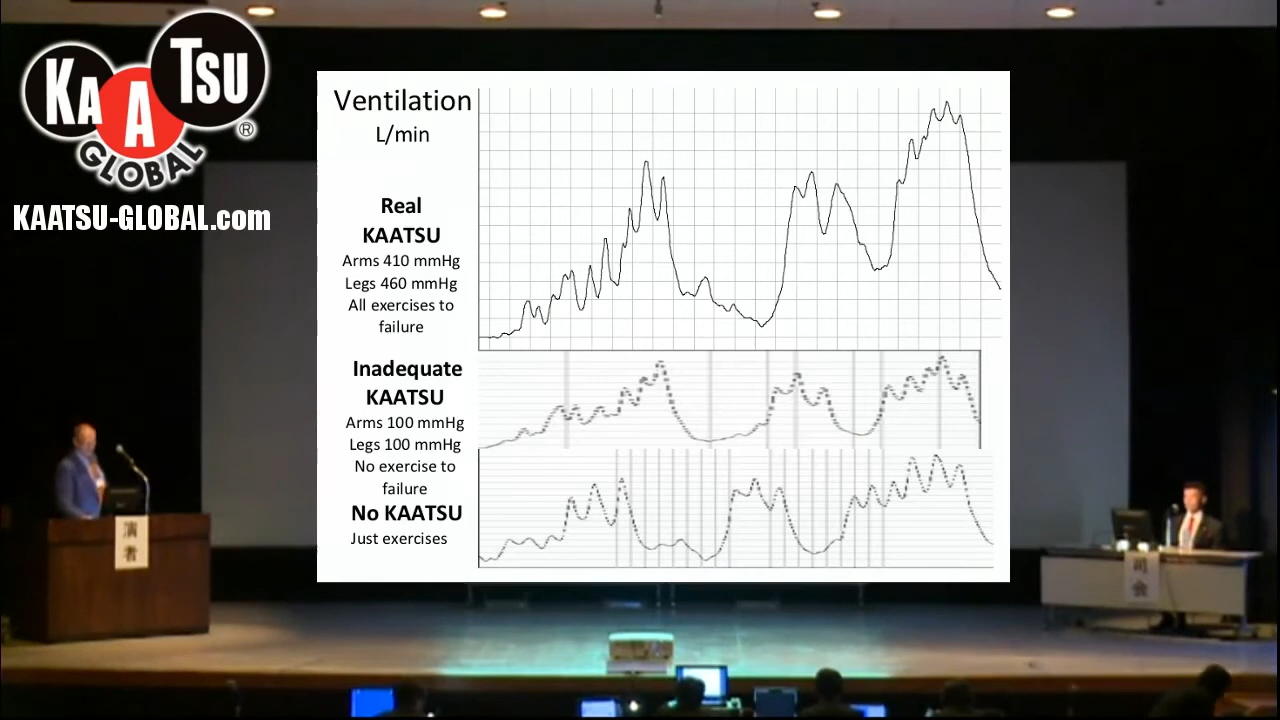 KAATSU
GLOBAL
®
KAATSU-GLOBAL.com
Ventilation
L/min
Real
KAATSU
Arms 410 mmHg
Legs 460 mmHg
All exercises to
failure
Inadequate
KAATSU
Arms 100 mmHg
Legs 100 mmHg
No exercise to
failure
No KAATSU
Just exercises
演
者
司
会